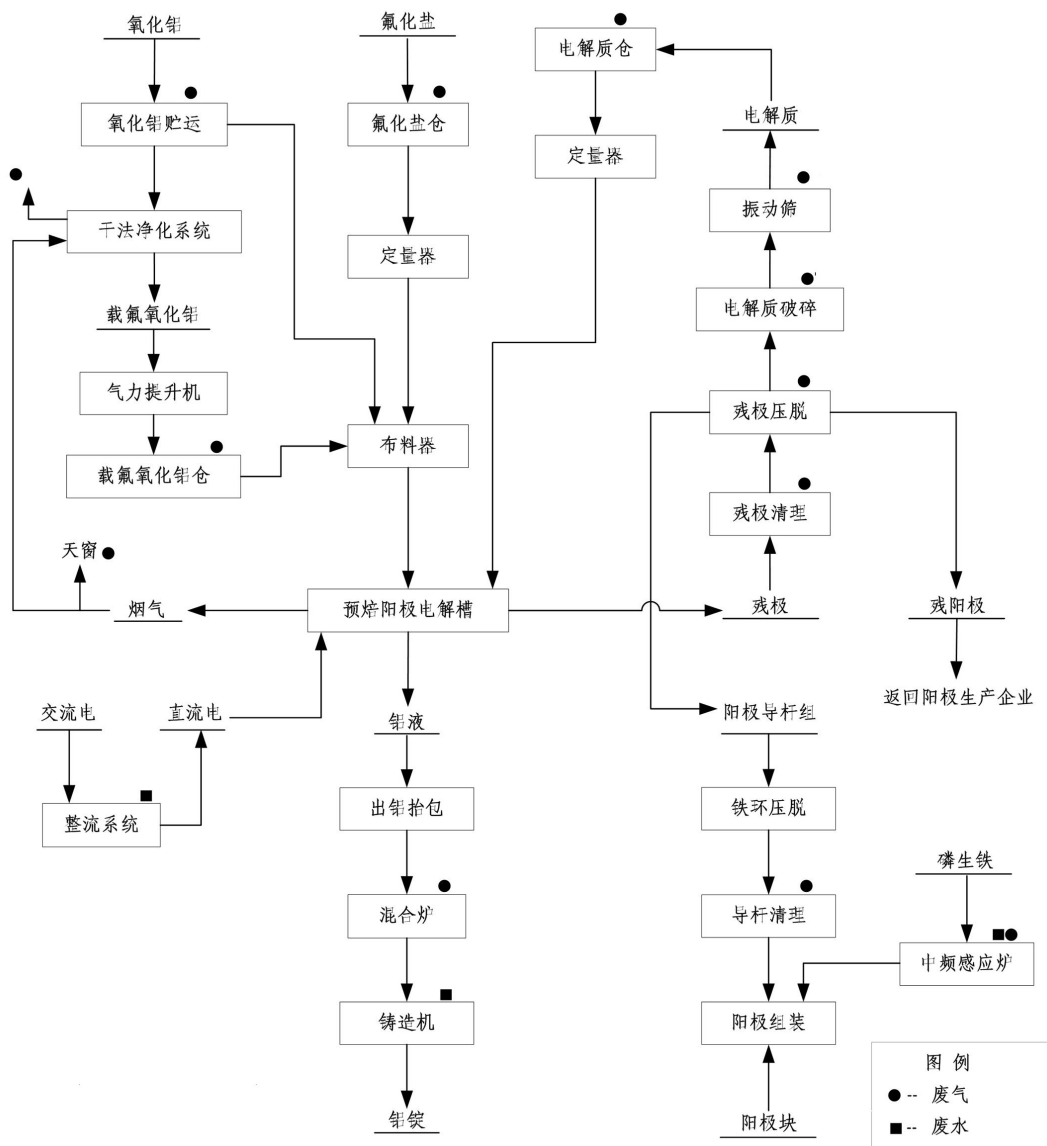 氧化铝
氟化盐
电解质仓
氧化铝贮运
氟化盐仓
电解质
定量器
振动筛
干法净化系统
定量器
载氟氧化铝
电解质破碎
气力提升机
残极压脱
布料器
载氟氧化铝仓
残极清理
天窗
烟气
预焙阳极电解槽
残极
残阳极
返回阳极生产企业
交流电
直流电
铝液
阳极导杆组
整流系统
出铝抬包
铁环压脱
磷生铁
混合炉
导杆清理
中频感应炉
铸造机
阳极组装
图 例
●-- 废气
■-- 废水
铝锭
阳极块